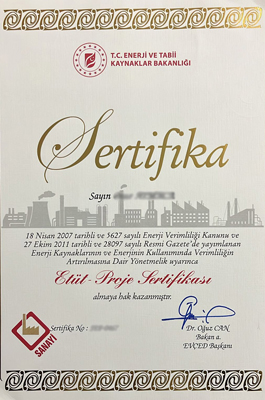 T.C. ENERJİ VE TABİİ
KAYNAKLAR BAKANLIĞI
Sertifika
Sayın
18 Nisan 2007 tarihli ve 5627 sayılı Enerji Verimliliği Kanunu ve
27 Ekim 2011 tarihli ve 28097 sayılı Resmi Gazete'de yayımlanan
Enerji Kaynaklarının ve Enerjinin Kullanımında Verimliliğin
Artırılmasına Dair Yönetmelik uyarınca
Etüt-Proje Sertifikası
almaya hak kazanmıştır.
Sertifika No :
SANAYİ
Dr. Oğuz CAN
Bakan a.
EVÇED Başkanı